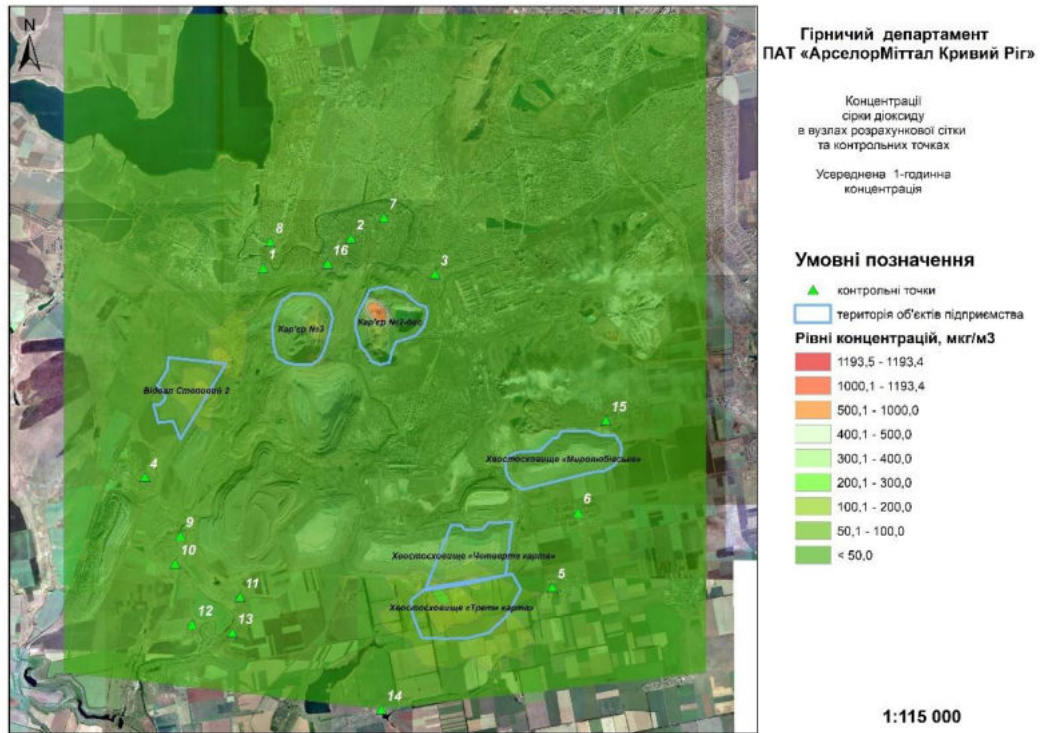 N
Гірничий департамент
ПАТ «АрселорМіттал Кривий Ріг»
Концентрації
сірки діоксиду
в вузлах розрахункової сітки
та контрольних точках
Усереднена 1-годинна
концентрація
7
2
8
16
1
3
Кар'єр №3
Кар'єр №2-біс
Відвал Степовий 2
15
Хвостосховище «Миролюбівське»
4
6
9
Хвостосховище «Четверта карта»
10
5
11
Хвостосховище «Третя карта»
12
13
14
Умовні позначення
контрольні точки
територія об'єктів підприємства
Рівні концентрацій, мкг/м3
1193,5 - 1193,4
1000,1 - 1193,4
500,1 - 1000,0
400,1 - 500,0
300,1 - 400,0
200,1 - 300,0
100,1 - 200,0
50,1 - 100,0
< 50,0
1:115 000